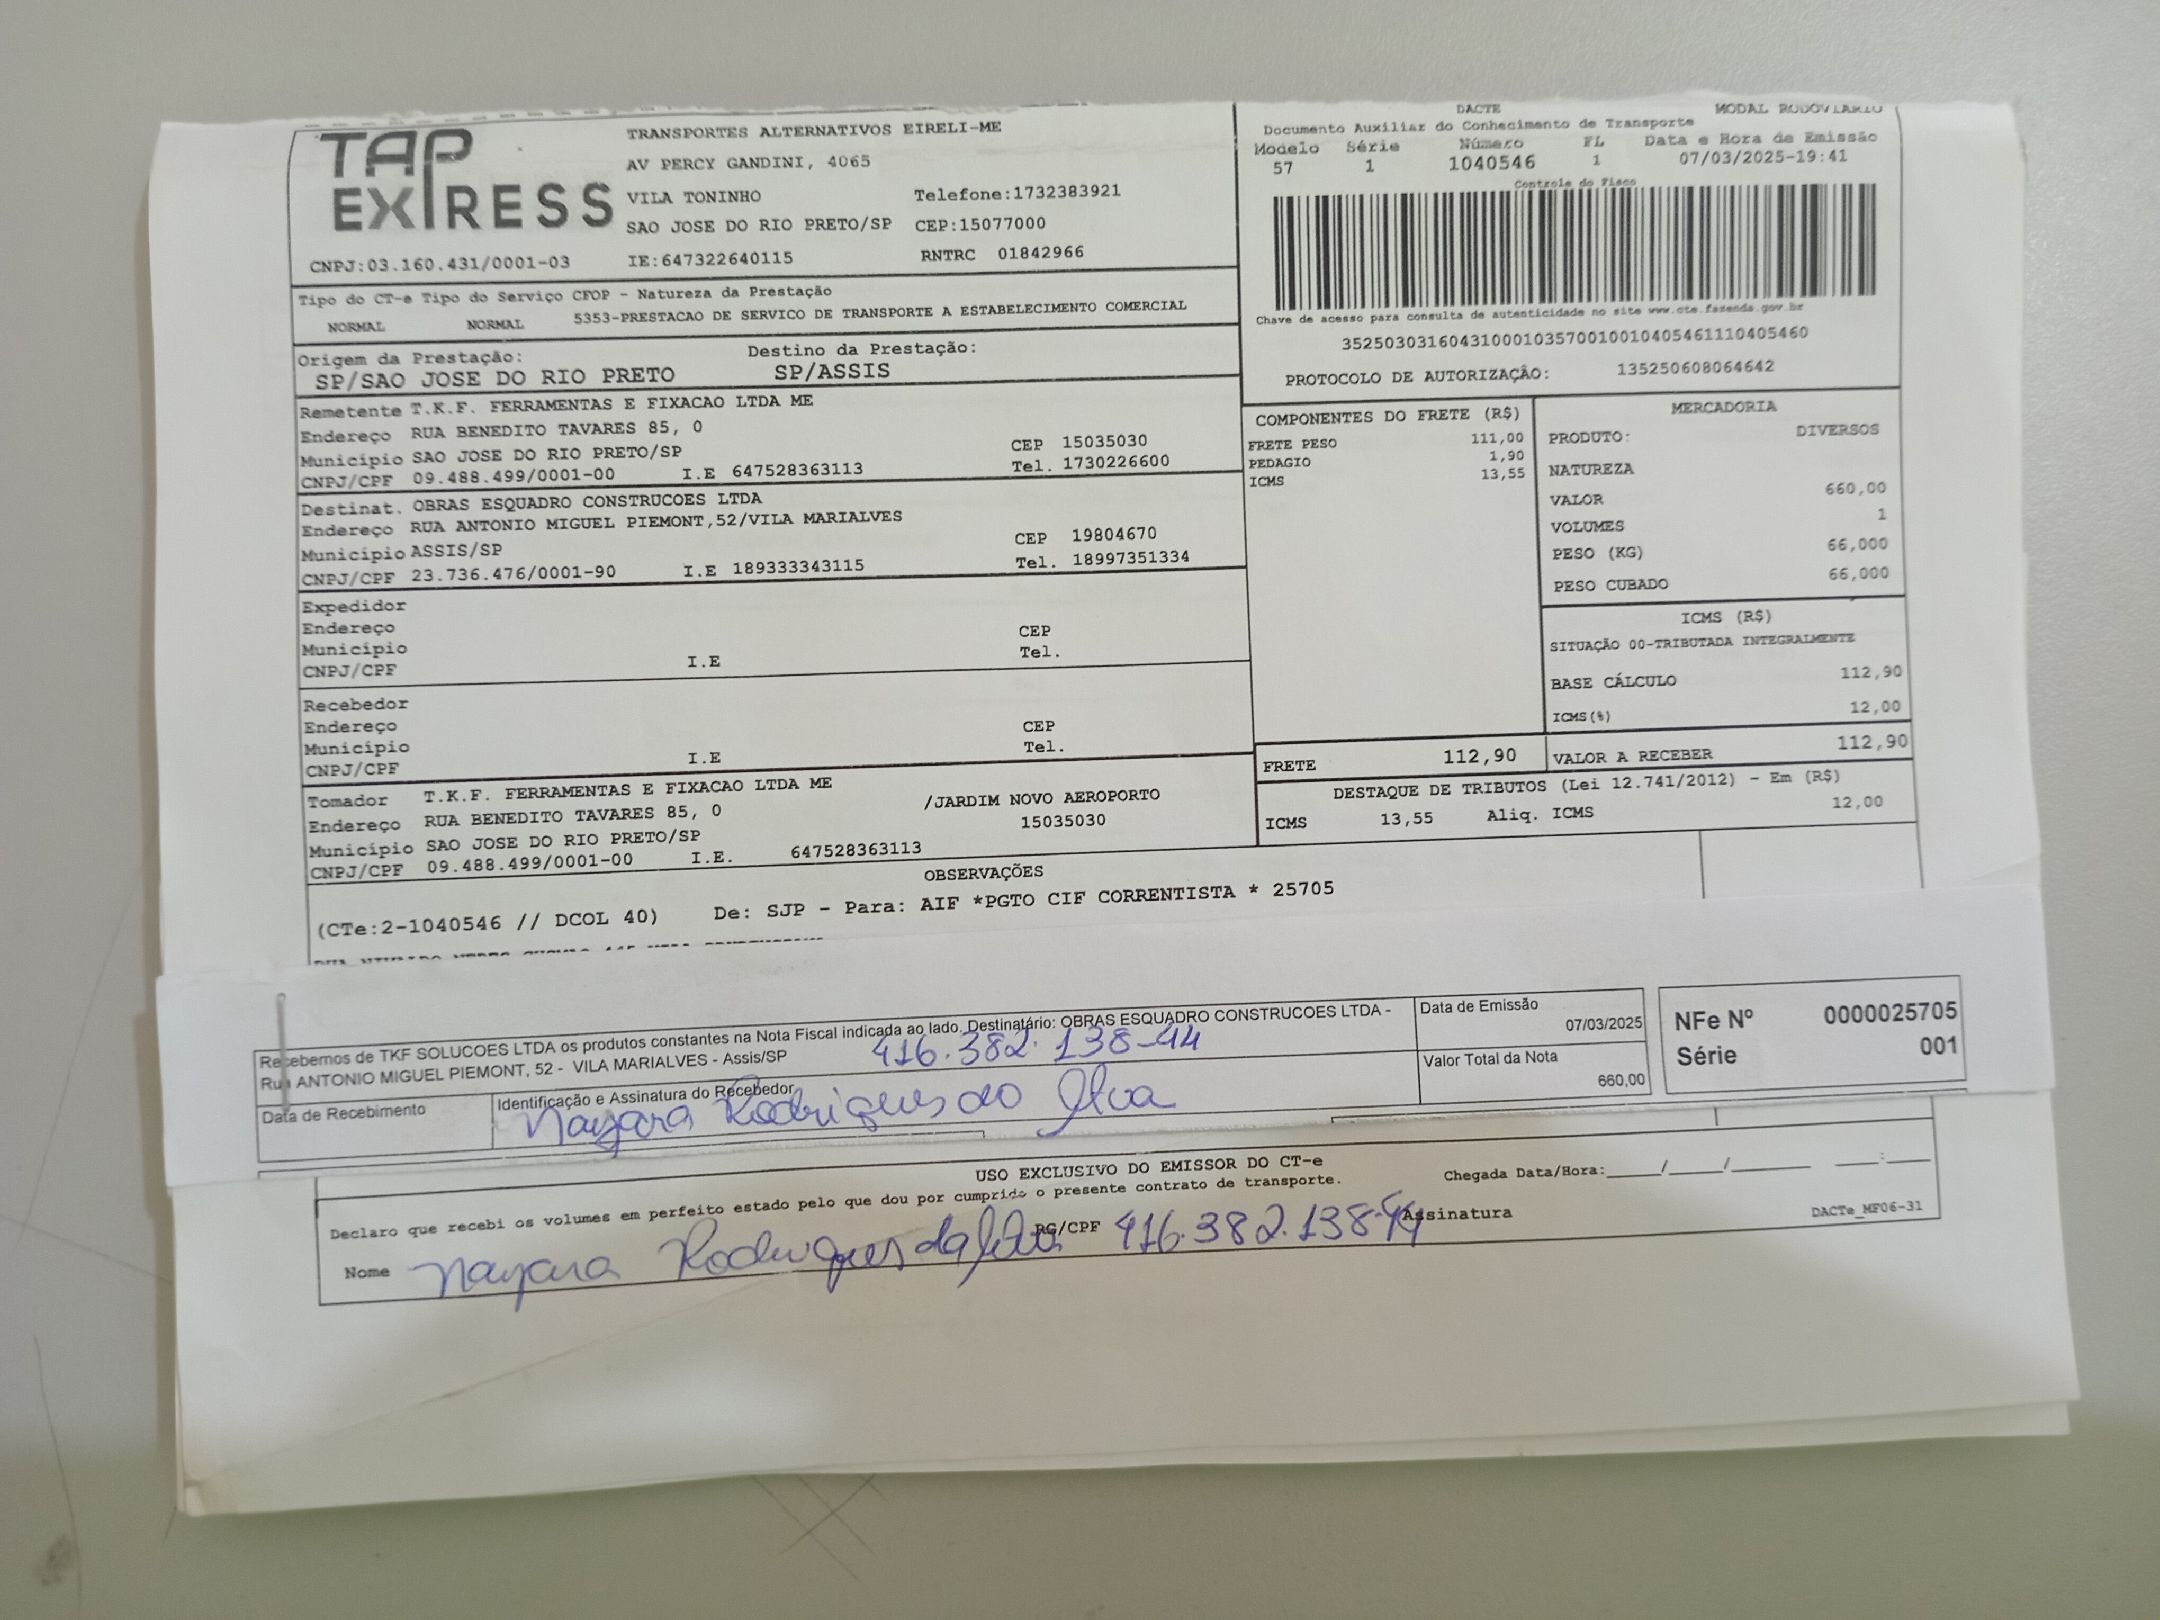 TAP EXPRESS
TRANSPORTES ALTERNATIVOS EIRELI-ME
AV PERCY GANDINI, 4065
VILA TONINHO Telefone:1732383921
SAO JOSE DO RIO PRETO/SP CEP:15077000
CNPJ:03.160.431/0001-03 IE:647322640115 RNTRC 01842966
DACTE MODAL RODOVIARIO
Documento Auxiliar do Conhecimento de Transporte
Modelo Série Número FL Data e Hora de Emissão
57 1 1040546 1 07/03/2025-19:41
Controle do Fisco
Chave de acesso para consulta de autenticidade no site www.cte.fazenda.gov.br
35250303160431000103570010010405461110405460
PROTOCOLO DE AUTORIZAÇÃO: 135250608064642
Tipo do CT-e Tipo do Serviço CFOP - Natureza da Prestação
NORMAL NORMAL 5353-PRESTACAO DE SERVICO DE TRANSPORTE A ESTABELECIMENTO COMERCIAL
Origem da Prestação: Destino da Prestação:
SP/SAO JOSE DO RIO PRETO SP/ASSIS
Remetente T.K.F. FERRAMENTAS E FIXACAO LTDA ME
Endereço RUA BENEDITO TAVARES 85, 0
Município SAO JOSE DO RIO PRETO/SP CEP 15035030
CNPJ/CPF 09.488.499/0001-00 I.E 647528363113 Tel. 1730226600
Destinat. OBRAS ESQUADRO CONSTRUCOES LTDA
Endereço RUA ANTONIO MIGUEL PIEMONT,52/VILA MARIALVES
Município ASSIS/SP CEP 19804670
CNPJ/CPF 23.736.476/0001-90 I.E 189333343115 Tel. 18997351334
Expedidor
Endereço
Município CEP
CNPJ/CPF I.E Tel.
Recebedor
Endereço
Município CEP
CNPJ/CPF I.E Tel.
Tomador T.K.F. FERRAMENTAS E FIXACAO LTDA ME
Endereço RUA BENEDITO TAVARES 85, 0 /JARDIM NOVO AEROPORTO
Município SAO JOSE DO RIO PRETO/SP 15035030
CNPJ/CPF 09.488.499/0001-00 I.E. 647528363113
COMPONENTES DO FRETE (R$)
FRETE PESO 111,00
PEDAGIO 1,90
ICMS 13,55
MERCADORIA
PRODUTO: DIVERSOS
NATUREZA
VALOR 660,00
VOLUMES 1
PESO (KG) 66,000
PESO CUBADO 66,000
ICMS (R$)
SITUAÇÃO 00-TRIBUTADA INTEGRALMENTE
BASE CÁLCULO 112,90
ICMS(%) 12,00
FRETE 112,90 VALOR A RECEBER 112,90
DESTAQUE DE TRIBUTOS (Lei 12.741/2012) - Em (R$)
ICMS 13,55 Aliq. ICMS 12,00
OBSERVAÇÕES
(CTe:2-1040546 // DCOL 40) De: SJP - Para: AIF *PGTO CIF CORRENTISTA * 25705
Recebemos de TKF SOLUCOES LTDA os produtos constantes na Nota Fiscal indicada ao lado. Destinatário: OBRAS ESQUADRO CONSTRUCOES LTDA -
Rua ANTONIO MIGUEL PIEMONT, 52 - VILA MARIALVES - Assis/SP 416.382.138-44
Data de Recebimento Identificação e Assinatura do Recebedor
Nayara Rodrigues da Silva
Data de Emissão
07/03/2025
Valor Total da Nota
660,00
NFe Nº 0000025705
Série 001
USO EXCLUSIVO DO EMISSOR DO CT-e
Declaro que recebi os volumes em perfeito estado pelo que dou por cumprido o presente contrato de transporte. Chegada Data/Hora:____/____/______ ___:___
Nome Nayara Rodrigues da Silva RG/CPF 416.382.138-44 Assinatura DACTe_MF06-31